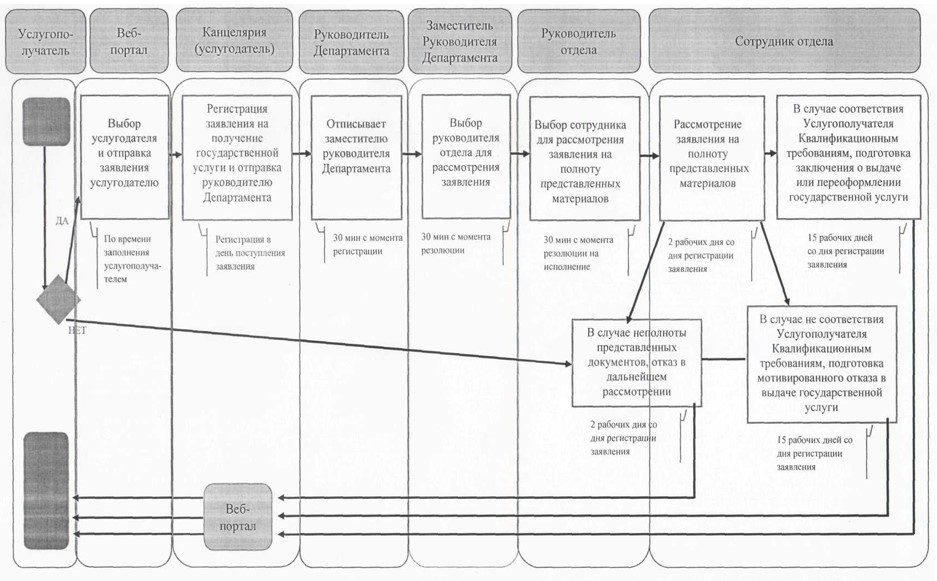 Услугопо-
лучатель
Веб-
портал
Канцелярия
(услугодатель)
Руководитель
Департамента
Заместитель
Руководителя
Департамента
Руководитель
отдела
Сотрудник отдела
Выбор
услугодателя
и отправка
заявления
услугодателю
Регистрация
заявления на
получение
государственной
услуги и отправка
руководителю
Департамента
Отписывает
заместителю
руководителя
Департамента
Выбор
руководителя
отдела для
рассмотрения
заявления
Выбор сотрудника
для рассмотрения
заявления на
полноту
представленных
материалов
Рассмотрение
заявления на
полноту
представленных
материалов
В случае соответствия
Услугополучателя
Квалификационным
требованиям, подготовка
заключения о выдаче
или переоформлении
государственной услуги
ДА
По времени
заполнения
услугополуча-
телем
Регистрация в
день поступления
заявления
30 мин с момента
регистрации
30 мин с момента
резолюции
30 мин с момента
резолюции на
исполнение
2 рабочих дня со
дня регистрации
заявления
15 рабочих дней
со дня регистрации
заявления
НЕТ
В случае неполноты
представленных
документов, отказ в
дальнейшем
рассмотрении
В случае не соответствия
Услугополучателя
Квалификационным
требованиям, подготовка
мотивированного отказа в
выдаче государственной
услуги
2 рабочих дня со
дня регистрации
заявления
15 рабочих дней со
дня регистрации
заявления
Веб-
портал